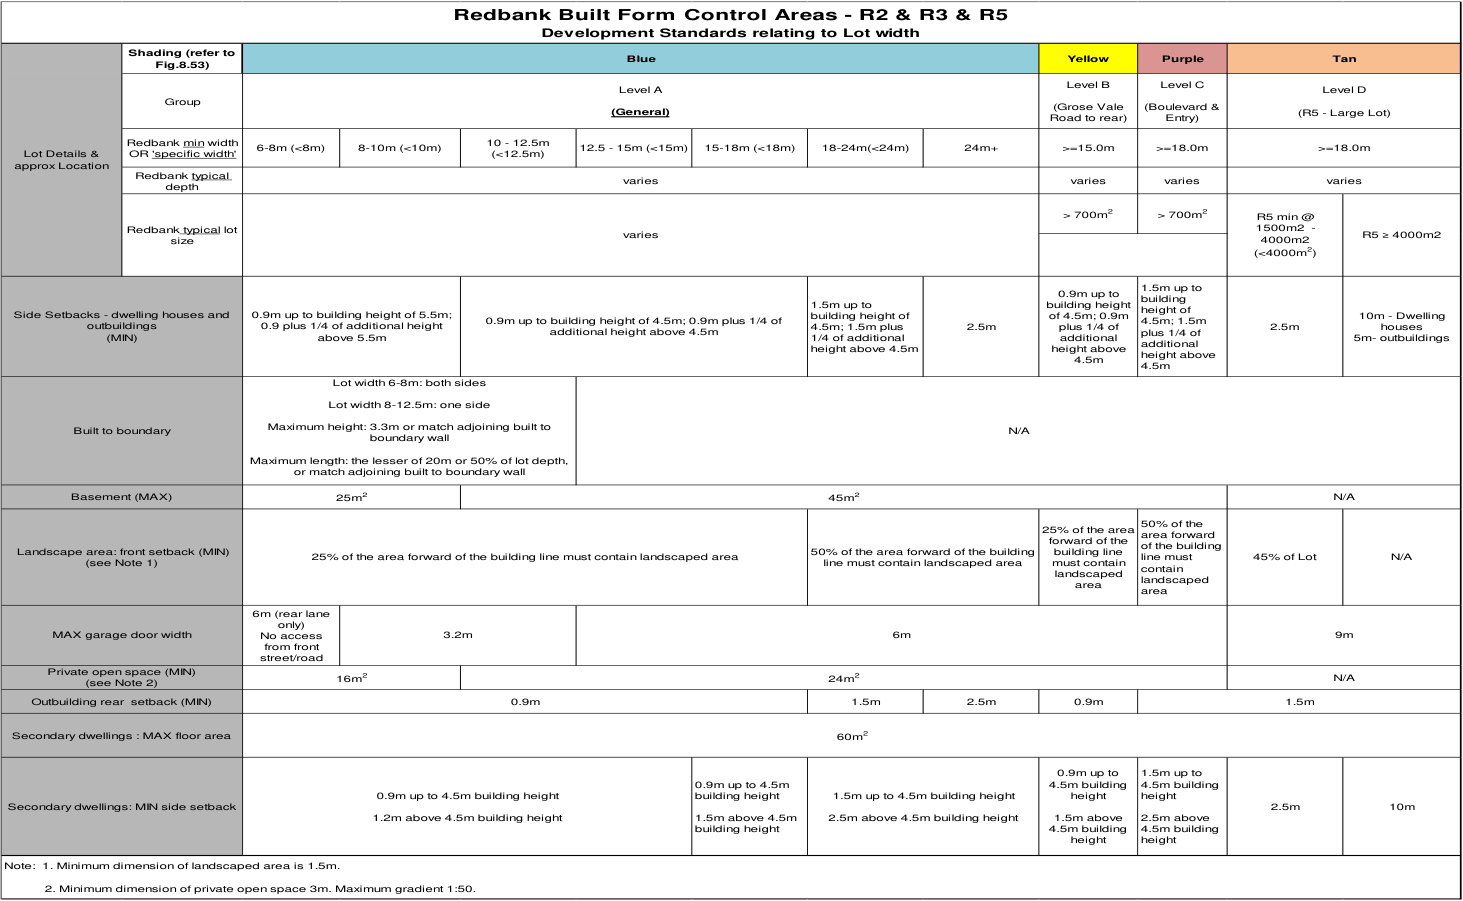 Redbank Built Form Control Areas - R2 & R3 & R5
Development Standards relating to Lot width
Lot Details &
approx Location
Shading (refer to
Fig.8.53)
Blue
Yellow
Purple
Tan
Group
Level A
(General)
Level B
(Grose Vale
Road to rear)
Level C
(Boulevard &
Entry)
Level D
(R5 - Large Lot)
Redbank min width
OR 'specific width'
6-8m (<8m)
8-10m (<10m)
10 - 12.5m
(<12.5m)
12.5 - 15m (<15m)
15-18m (<18m)
18-24m(<24m)
24m+
>=15.0m
>=18.0m
>=18.0m
Redbank typical
depth
varies
varies
varies
varies
Redbank typical lot
size
varies
> 700m²
> 700m²
R5 min @
1500m2 -
4000m2
(<4000m²)
R5 ≥ 4000m2
Side Setbacks - dwelling houses and
outbuildings
(MIN)
0.9m up to building height of 5.5m;
0.9 plus 1/4 of additional height
above 5.5m
0.9m up to building height of 4.5m; 0.9m plus 1/4 of
additional height above 4.5m
1.5m up to
building height of
4.5m; 1.5m plus
1/4 of additional
height above 4.5m
2.5m
0.9m up to
building height
of 4.5m; 0.9m
plus 1/4 of
additional
height above
4.5m
1.5m up to
building
height of
4.5m; 1.5m
plus 1/4 of
additional
height above
4.5m
2.5m
10m - Dwelling
houses
5m- outbuildings
Built to boundary
Lot width 6-8m: both sides
Lot width 8-12.5m: one side
Maximum height: 3.3m or match adjoining built to
boundary wall
Maximum length: the lesser of 20m or 50% of lot depth,
or match adjoining built to boundary wall
N/A
Basement (MAX)
25m²
45m²
N/A
Landscape area: front setback (MIN)
(see Note 1)
25% of the area forward of the building line must contain landscaped area
50% of the area forward of the building
line must contain landscaped area
25% of the area
forward of the
building line
must contain
landscaped
area
50% of the
area forward
of the building
line must
contain
landscaped
area
45% of Lot
N/A
MAX garage door width
6m (rear lane
only)
No access
from front
street/road
3.2m
6m
9m
Private open space (MIN)
(see Note 2)
16m²
24m²
N/A
Outbuilding rear setback (MIN)
0.9m
1.5m
2.5m
0.9m
1.5m
Secondary dwellings : MAX floor area
60m²
Secondary dwellings: MIN side setback
0.9m up to 4.5m building height
1.2m above 4.5m building height
0.9m up to 4.5m
building height
1.5m above 4.5m
building height
1.5m up to 4.5m building height
2.5m above 4.5m building height
0.9m up to
4.5m building
height
1.5m above
4.5m building
height
1.5m up to
4.5m building
height
2.5m above
4.5m building
height
2.5m
10m
Note: 1. Minimum dimension of landscaped area is 1.5m.
2. Minimum dimension of private open space 3m. Maximum gradient 1:50.